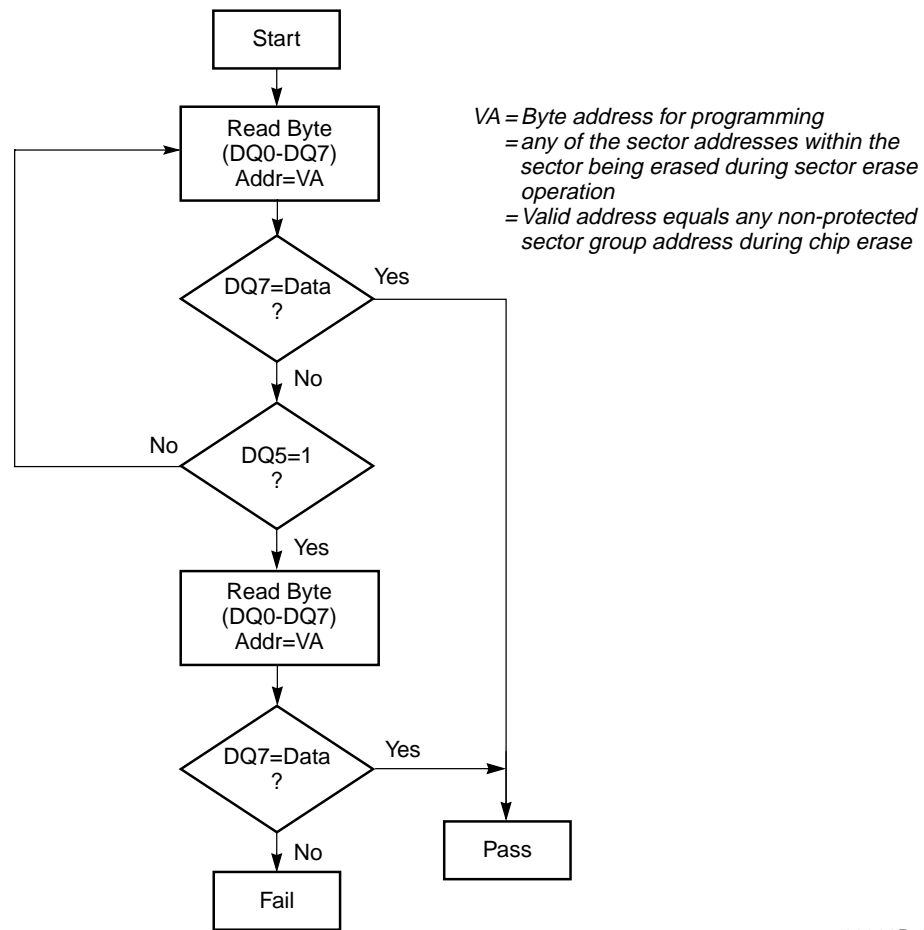 Start
Read Byte
(DQ0-DQ7)
Addr=VA
VA = Byte address for programming
= any of the sector addresses within the
sector being erased during sector erase
operation
= Valid address equals any non-protected
sector group address during chip erase
DQ7=Data
?
Yes
No
DQ5=1
?
No
Yes
Read Byte
(DQ0-DQ7)
Addr=VA
DQ7=Data
?
Yes
No
Pass
Fail